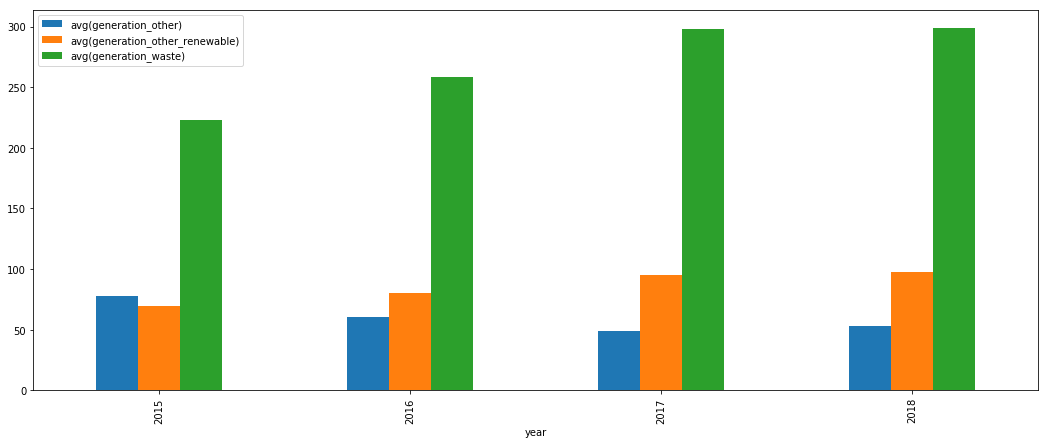 avg(generation_other)
avg(generation_other_renewable)
avg(generation_waste)
300
250
200
150
100
50
0
2015
2016
2017
2018
year